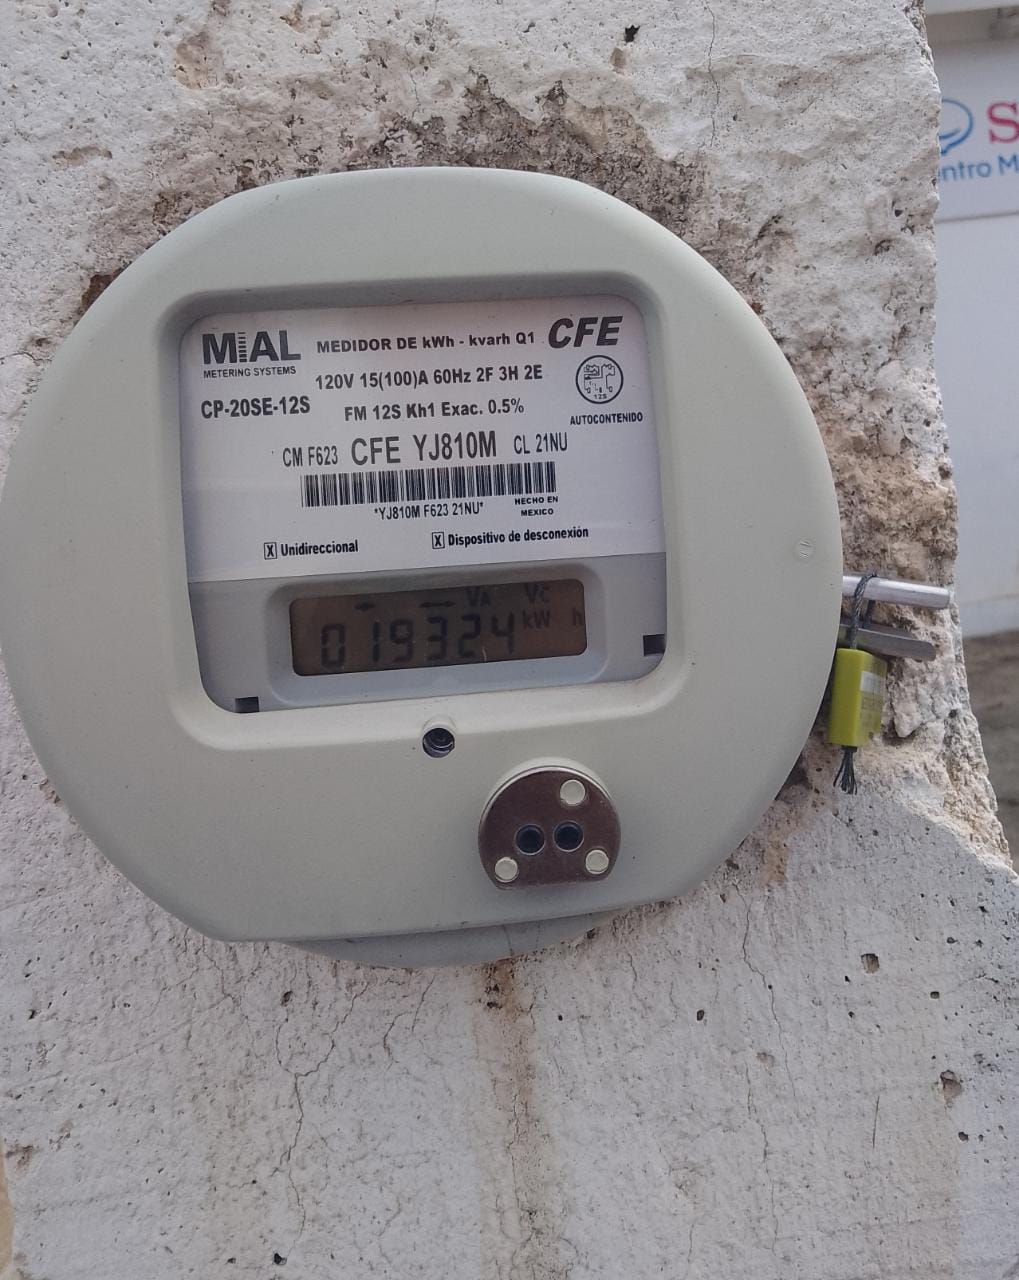 MIAL
METERING SYSTEMS
MEDIDOR DE kWh - kvarh Q1
CFE
120V 15(100)A 60Hz 2F 3H 2E
CP-20SE-12S
FM 12S Kh1 Exac. 0.5%
12S
AUTOCONTENIDO
CM F623 CFE YJ810M CL 21NU
*YJ810M F623 21NU*
HECHO EN
MEXICO
X Unidireccional
X Dispositivo de desconexión
VA VC
019324 kW h